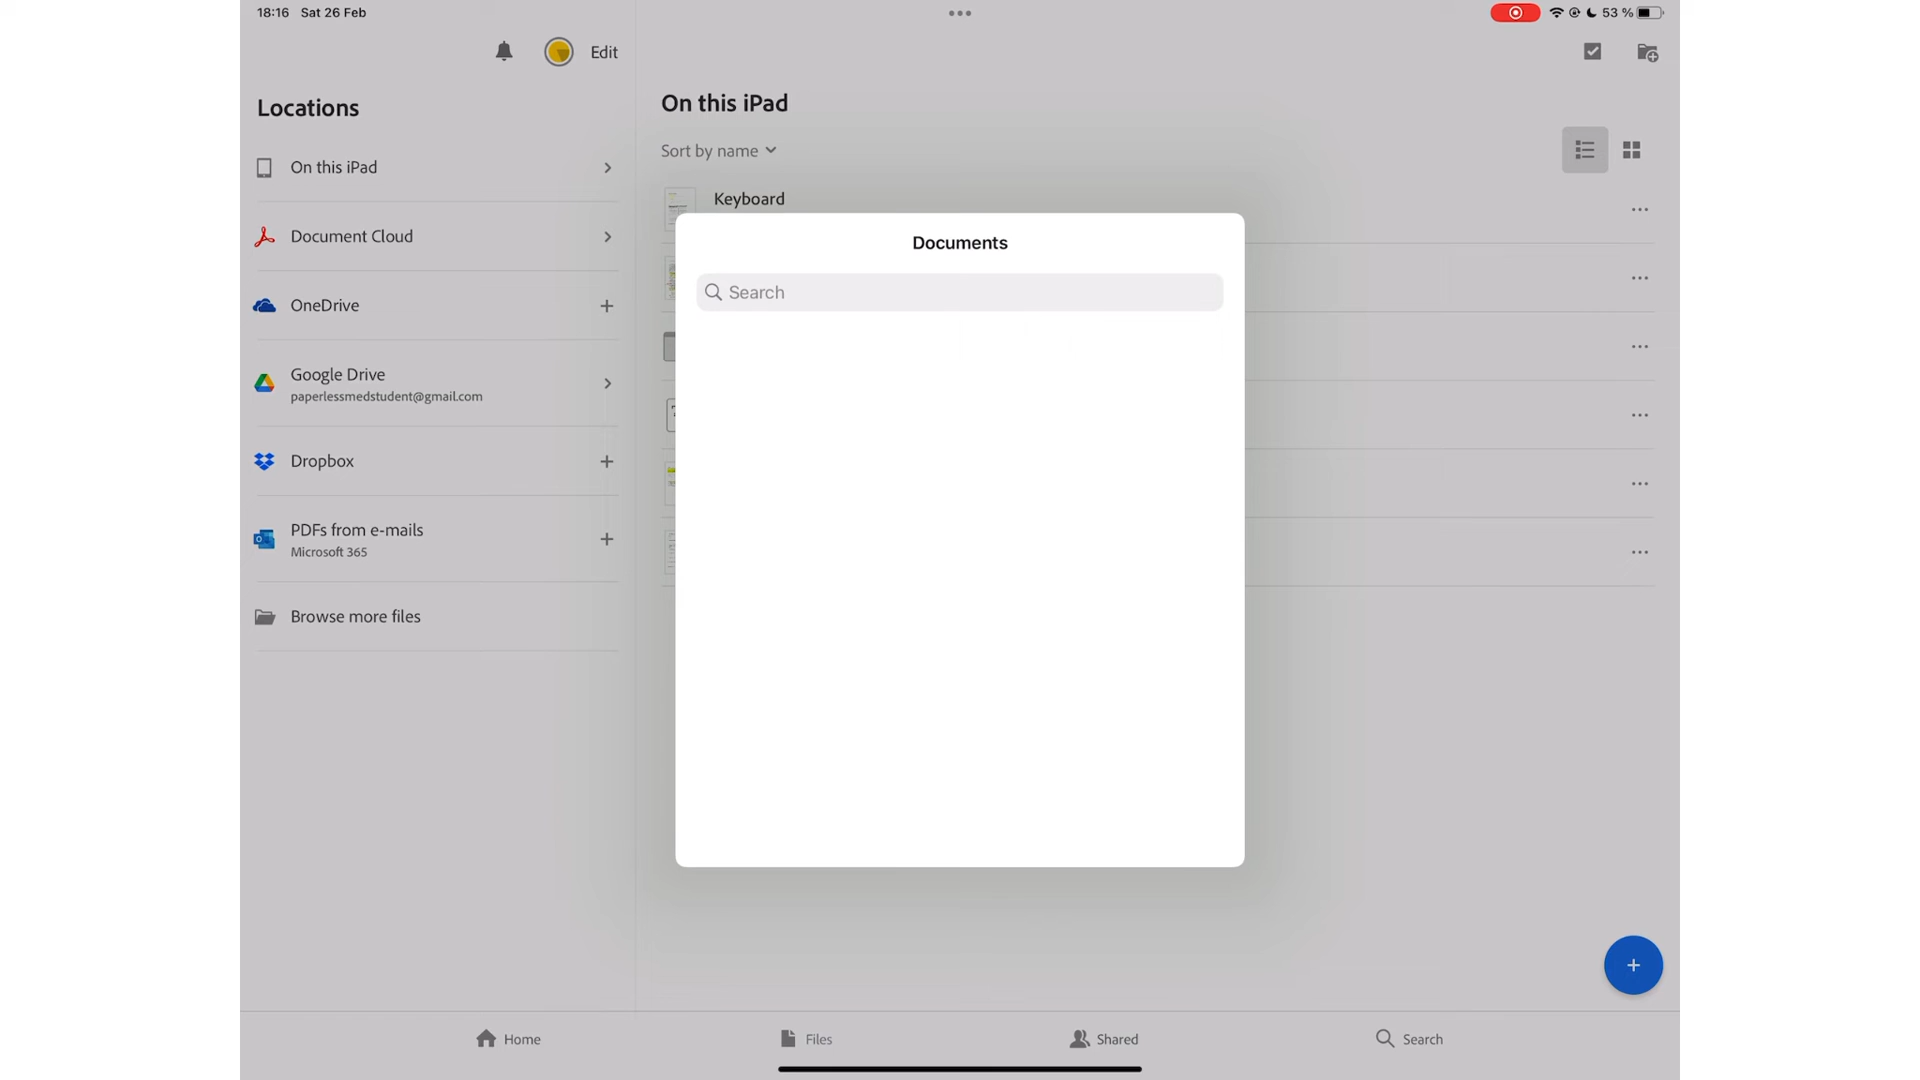 18:16 Sat 26 Feb
53 %
Edit
Locations
On this iPad
Document Cloud
OneDrive
Google Drive
paperlessmedstudent@gmail.com
Dropbox
PDFs from e-mails
Microsoft 365
Browse more files
On this iPad
Sort by name
Keyboard
Documents
Search
Home
Files
Shared
Search